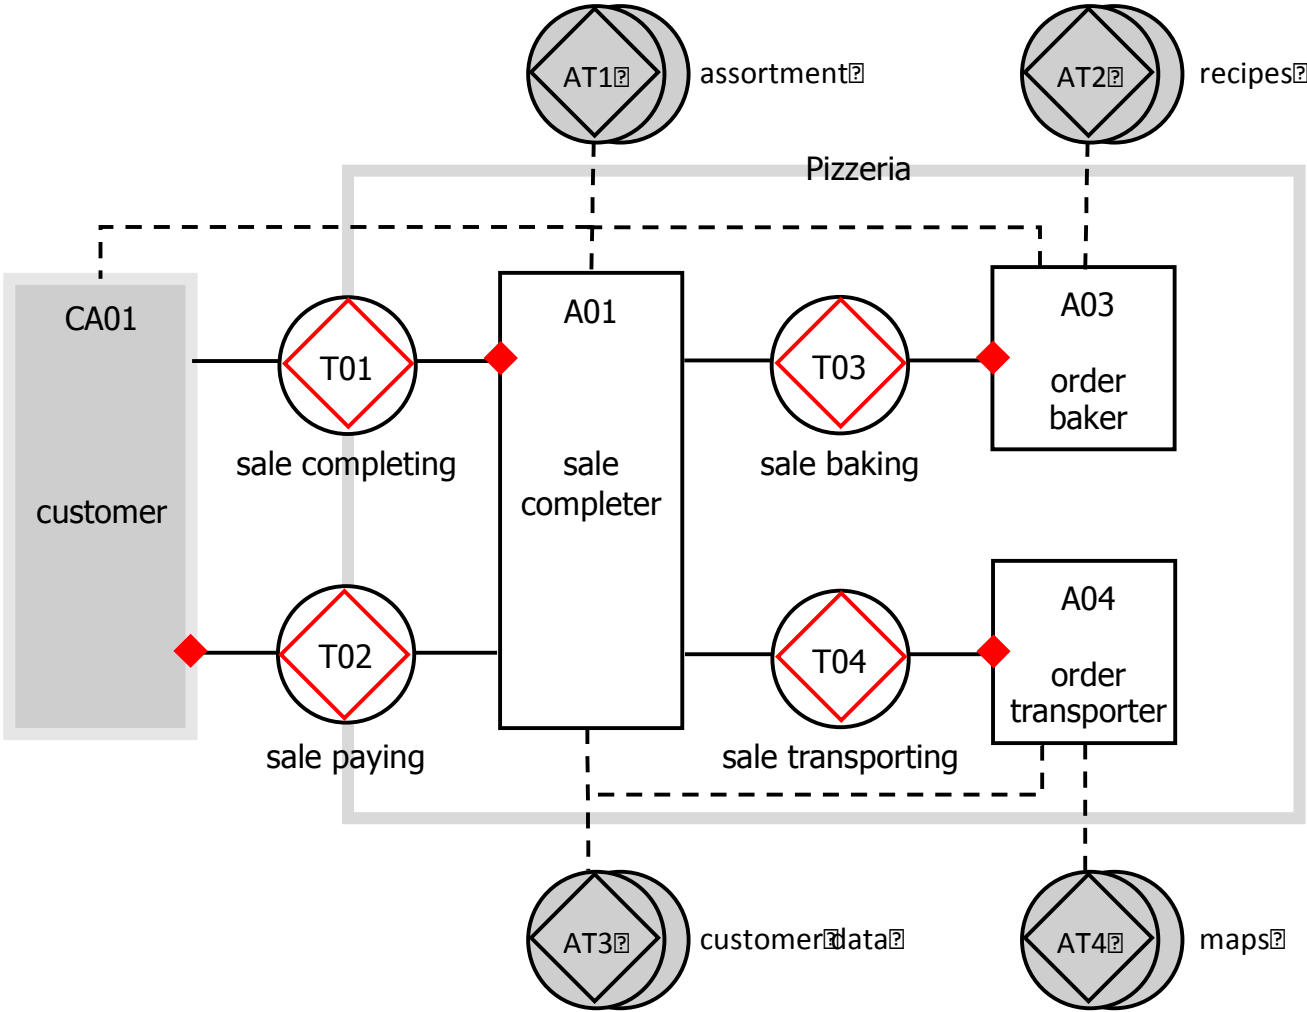 AT1 assortment
AT2 recipes
Pizzeria
CA01
customer
T01
sale completing
A01
sale
completer
T03
sale baking
A03
order
baker
T02
sale paying
T04
sale transporting
A04
order
transporter
AT3 customer data
AT4 maps